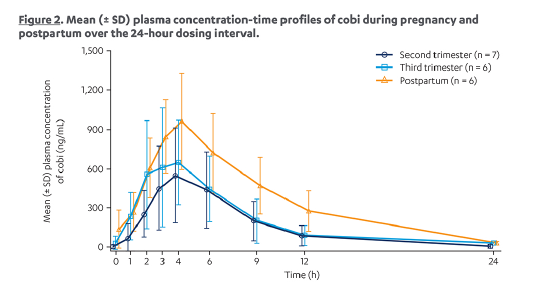 Figure 2. Mean (± SD) plasma concentration-time profiles of cobi during pregnancy and
postpartum over the 24-hour dosing interval.
1,500
1,200
900
600
300
0
Mean (± SD) plasma concentration
of cobi (ng/mL)
Second trimester (n = 7)
Third trimester (n = 6)
Postpartum (n = 6)
0 1 2 3 4 6 9 12 24
Time (h)